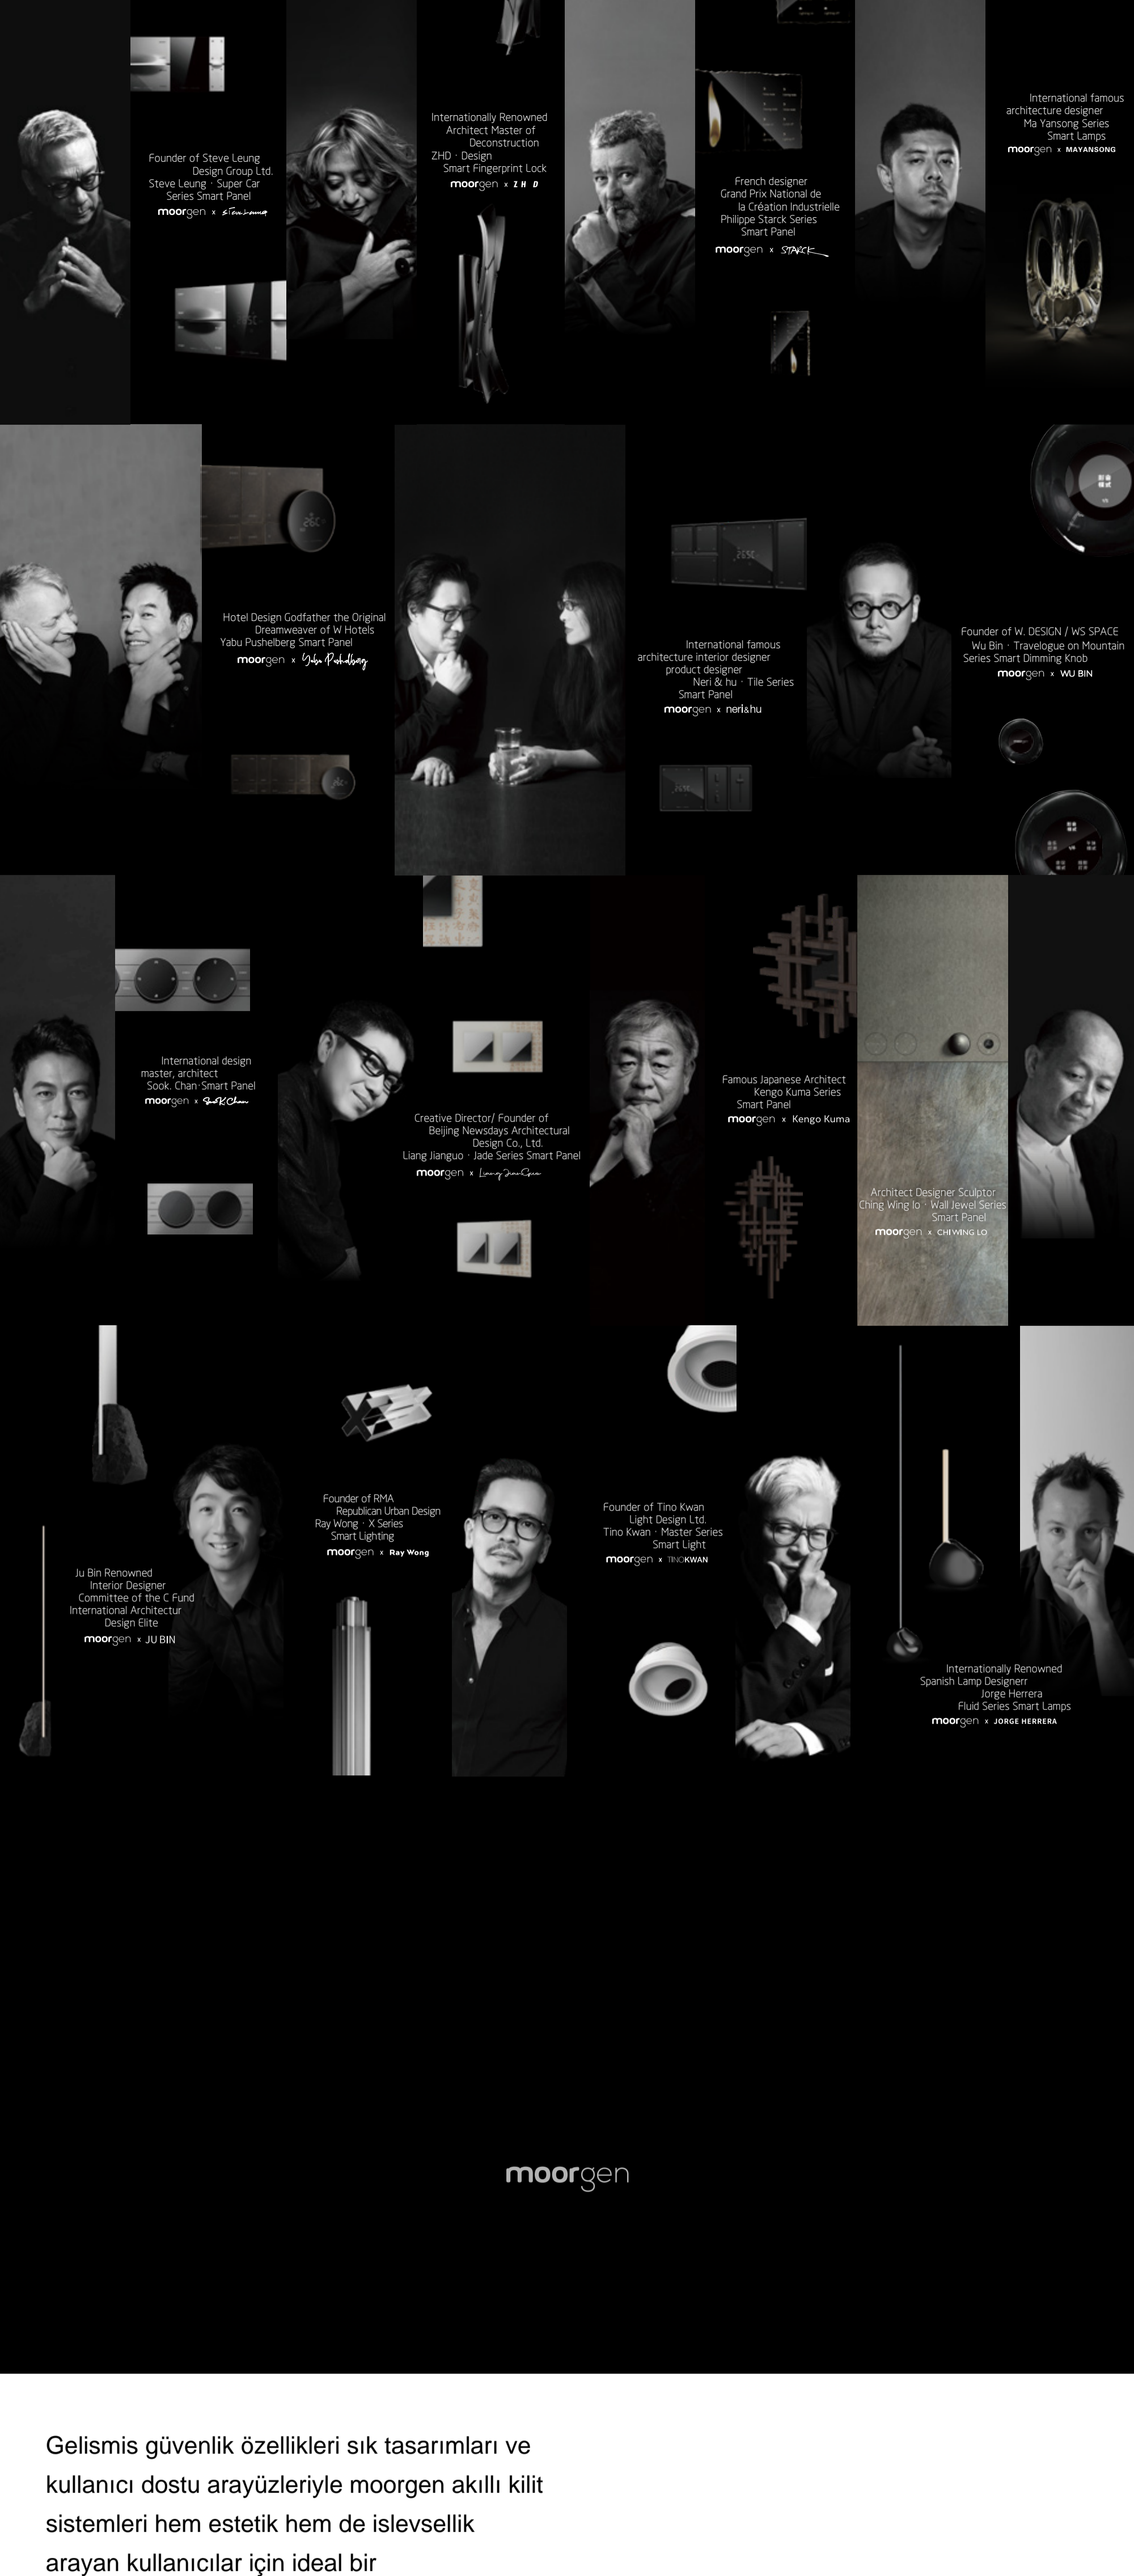 Founder of Steve Leung
Design Group Ltd.
Steve Leung · Super Car
Series Smart Panel
moorgen x Steve Leung
Internationally Renowned
Architect Master of
Deconstruction
ZHD · Design
Smart Fingerprint Lock
moorgen x ZHD
French designer
Grand Prix National de
la Création Industrielle
Philippe Starck Series
Smart Panel
moorgen x STARCK
International famous
architecture designer
Ma Yansong Series
Smart Lamps
moorgen x MAYANSONG
Hotel Design Godfather the Original
Dreamweaver of W Hotels
Yabu Pushelberg Smart Panel
moorgen x Yabu Pushelberg
International famous
architecture interior designer
product designer
Neri & hu · Tile Series
Smart Panel
moorgen x neri&hu
Founder of W. DESIGN / WS SPACE
Wu Bin · Travelogue on Mountain
Series Smart Dimming Knob
moorgen x WU BIN
International design
master, architect
Sook. Chan·Smart Panel
moorgen x SooK.Chan
Creative Director/ Founder of
Beijing Newsdays Architectural
Design Co., Ltd.
Liang Jianguo · Jade Series Smart Panel
moorgen x Liang JianGuo
Famous Japanese Architect
Kengo Kuma Series
Smart Panel
moorgen x Kengo Kuma
Architect Designer Sculptor
Ching Wing lo · Wall Jewel Series
Smart Panel
moorgen x CHI WING LO
Ju Bin Renowned
Interior Designer
Committee of the C Fund
International Architectur
Design Elite
moorgen x JU BIN
Founder of RMA
Republican Urban Design
Ray Wong · X Series
Smart Lighting
moorgen x Ray Wong
Founder of Tino Kwan
Light Design Ltd.
Tino Kwan · Master Series
Smart Light
moorgen x TINOKWAN
Internationally Renowned
Spanish Lamp Designerr
Jorge Herrera
Fluid Series Smart Lamps
moorgen x JORGE HERRERA
moorgen
Gelismis güvenlik özellikleri sık tasarımları ve
kullanıcı dostu arayüzleriyle moorgen akıllı kilit
sistemleri hem estetik hem de islevsellik
arayan kullanıcılar için ideal bir